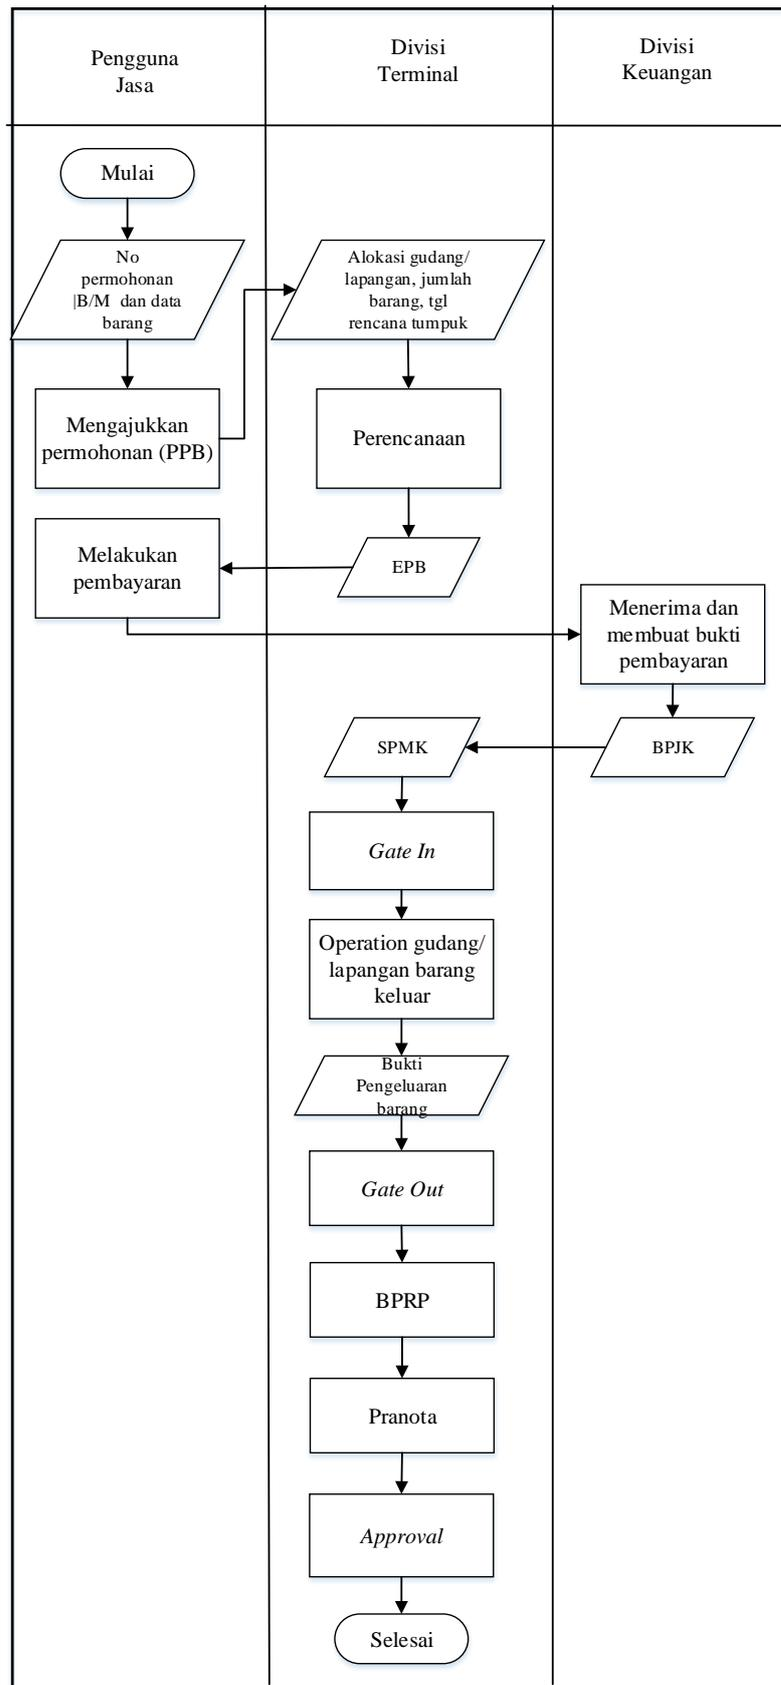 Pengguna
Jasa
Divisi
Terminal
Divisi
Keuangan
Mulai
No
permohonan
|B/M dan data
barang
Alokasi gudang/
lapangan, jumlah
barang, tgl
rencana tumpuk
Mengajukkan
permohonan (PPB)
Perencanaan
Melakukan
pembayaran
EPB
Menerima dan
membuat bukti
pembayaran
SPMK
BPJK
Gate In
Operation gudang/
lapangan barang
keluar
Bukti
Pengeluaran
barang
Gate Out
BPRP
Pranota
Approval
Selesai